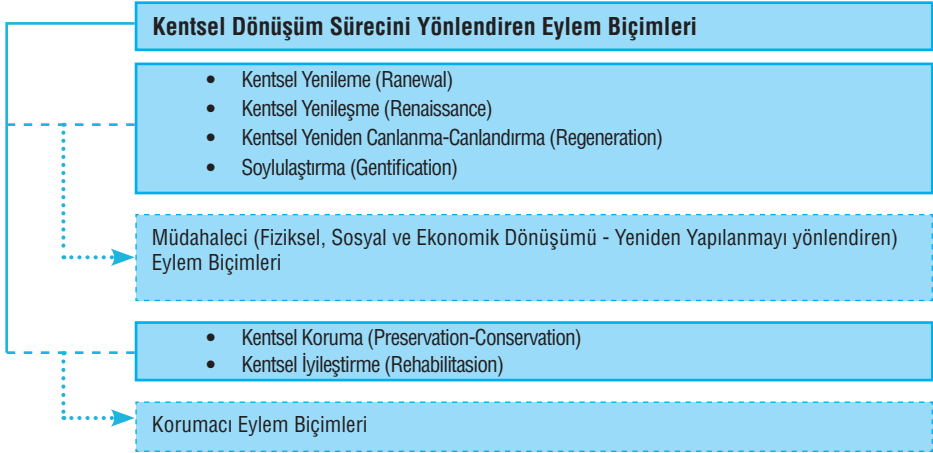 Kentsel Dönüşüm Sürecini Yönlendiren Eylem Biçimleri
• Kentsel Yenileme (Ranewal)
• Kentsel Yenileşme (Renaissance)
• Kentsel Yeniden Canlanma-Canlandırma (Regeneration)
• Soylulaştırma (Gentification)
Müdahaleci (Fiziksel, Sosyal ve Ekonomik Dönüşümü - Yeniden Yapılanmayı yönlendiren)
Eylem Biçimleri
• Kentsel Koruma (Preservation-Conservation)
• Kentsel İyileştirme (Rehabilitasion)
Korumacı Eylem Biçimleri